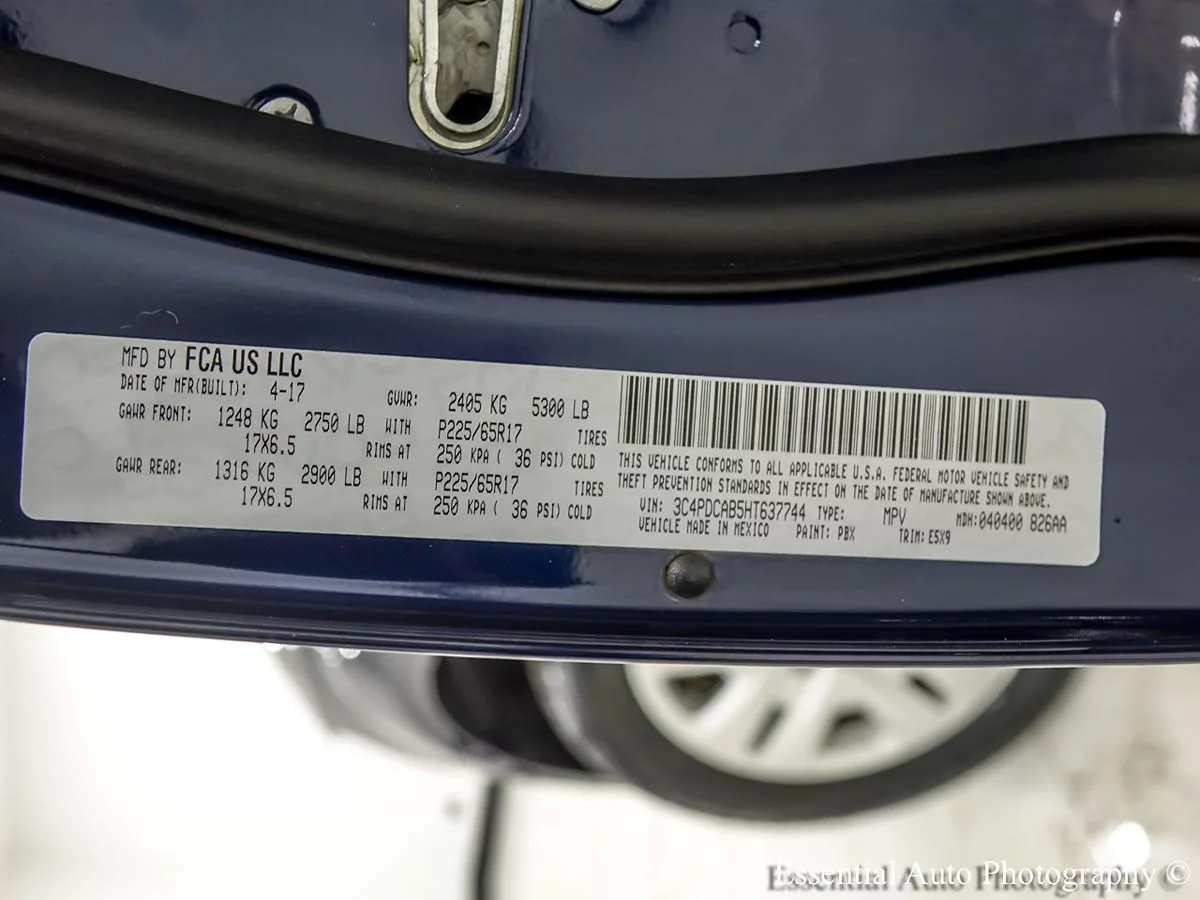 MFD BY FCA US LLC
DATE OF MFR(BUILT): 4-17 GVWR: 2405 KG 5300 LB
GAWR FRONT: 1248 KG 2750 LB WITH P225/65R17 TIRES
17X6.5 RIMS AT 250 KPA ( 36 PSI) COLD
GAWR REAR: 1316 KG 2900 LB WITH P225/65R17 TIRES
17X6.5 RIMS AT 250 KPA ( 36 PSI) COLD
THIS VEHICLE CONFORMS TO ALL APPLICABLE U.S.A. FEDERAL MOTOR VEHICLE SAFETY AND
THEFT PREVENTION STANDARDS IN EFFECT ON THE DATE OF MANUFACTURE SHOWN ABOVE.
VIN: 3C4PDCAB5HT637744 TYPE: MPV MDH:040400 826AA
VEHICLE MADE IN MEXICO PAINT: PBX TRIM: E5X9
Essential Auto Photography ©